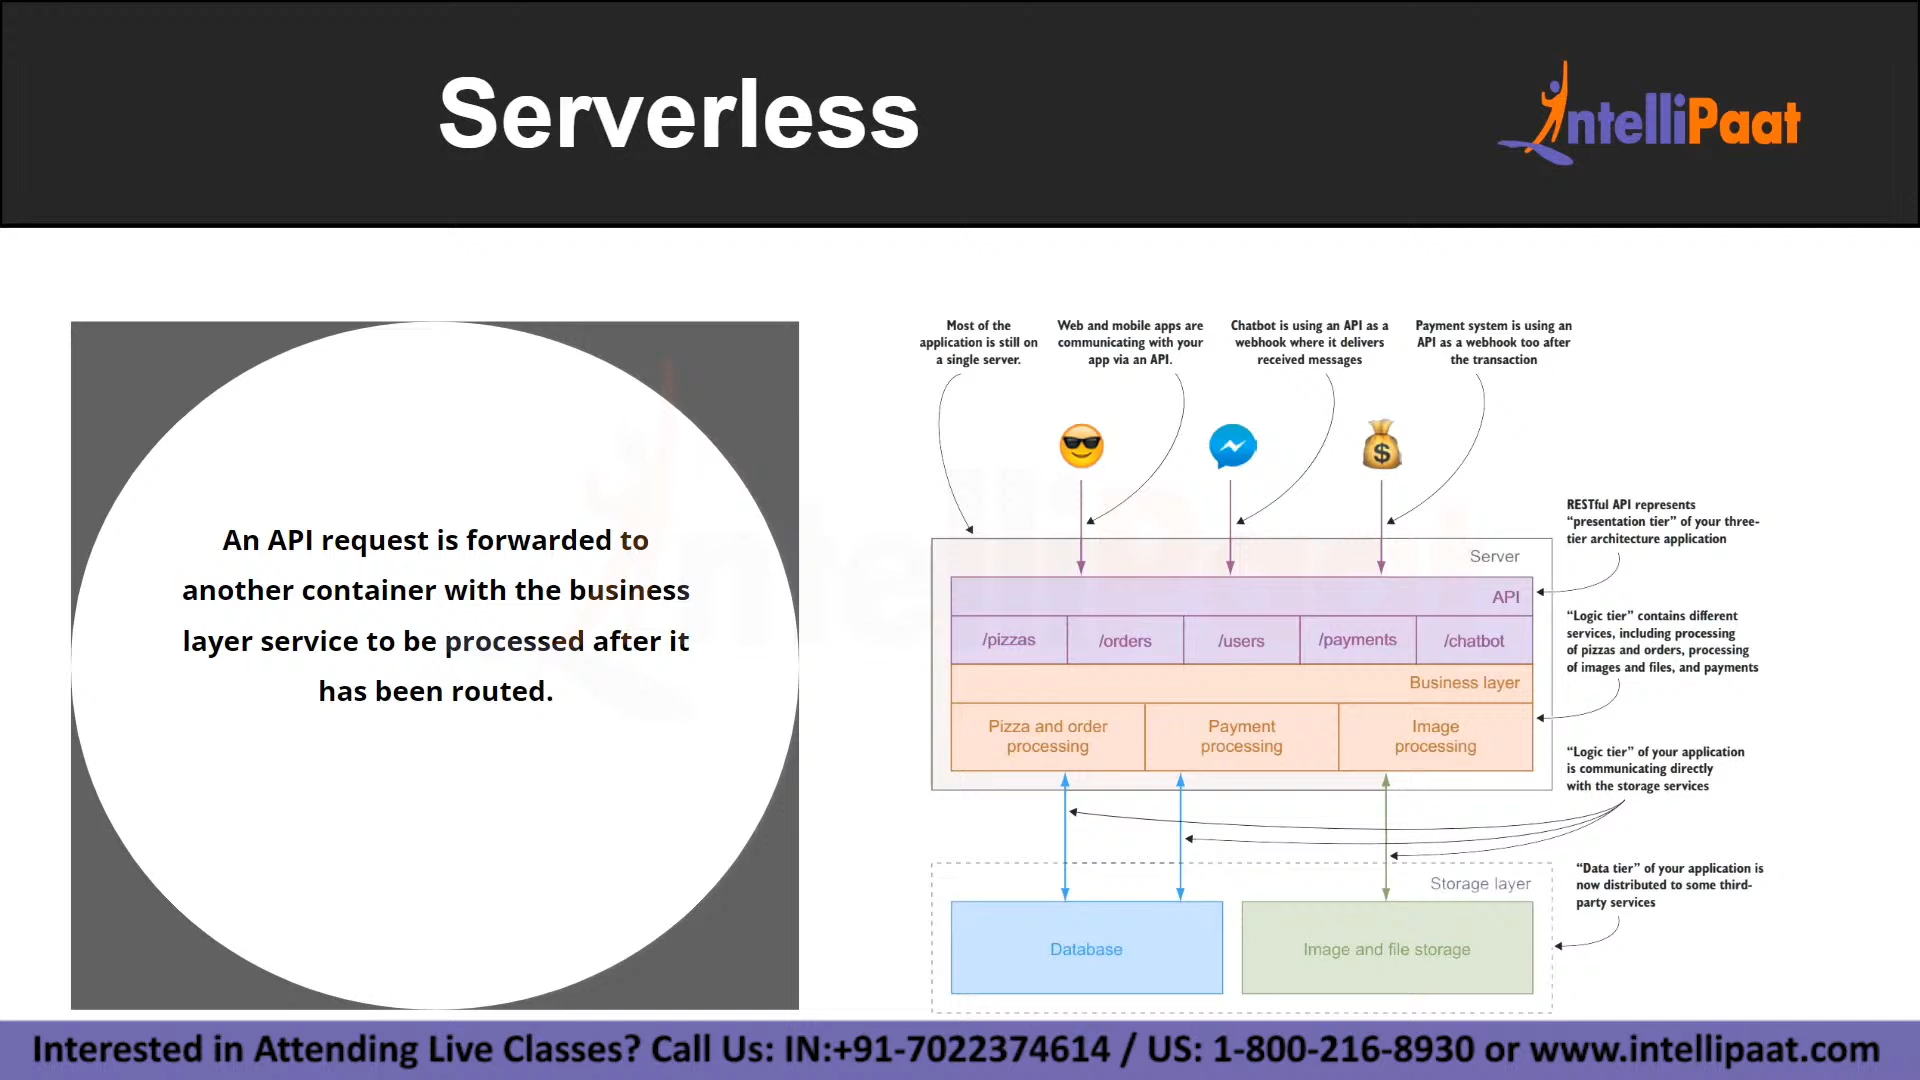 Serverless
IntelliPaat
An API request is forwarded to
another container with the business
layer service to be processed after it
has been routed.
Most of the
application is still on
a single server.
Web and mobile apps are
communicating with your
app via an API.
Chatbot is using an API as a
webhook where it delivers
received messages
Payment system is using an
API as a webhook too after
the transaction
$
RESTful API represents
“presentation tier” of your three-
tier architecture application
Server
API
/pizzas
/orders
/users
/payments
/chatbot
“Logic tier” contains different
services, including processing
of pizzas and orders, processing
of images and files, and payments
Business layer
Pizza and order
processing
Payment
processing
Image
processing
“Logic tier” of your application
is communicating directly
with the storage services
Storage layer
Database
Image and file storage
“Data tier” of your application is
now distributed to some third-
party services
Interested in Attending Live Classes? Call Us: IN:+91-7022374614 / US: 1-800-216-8930 or www.intellipaat.com